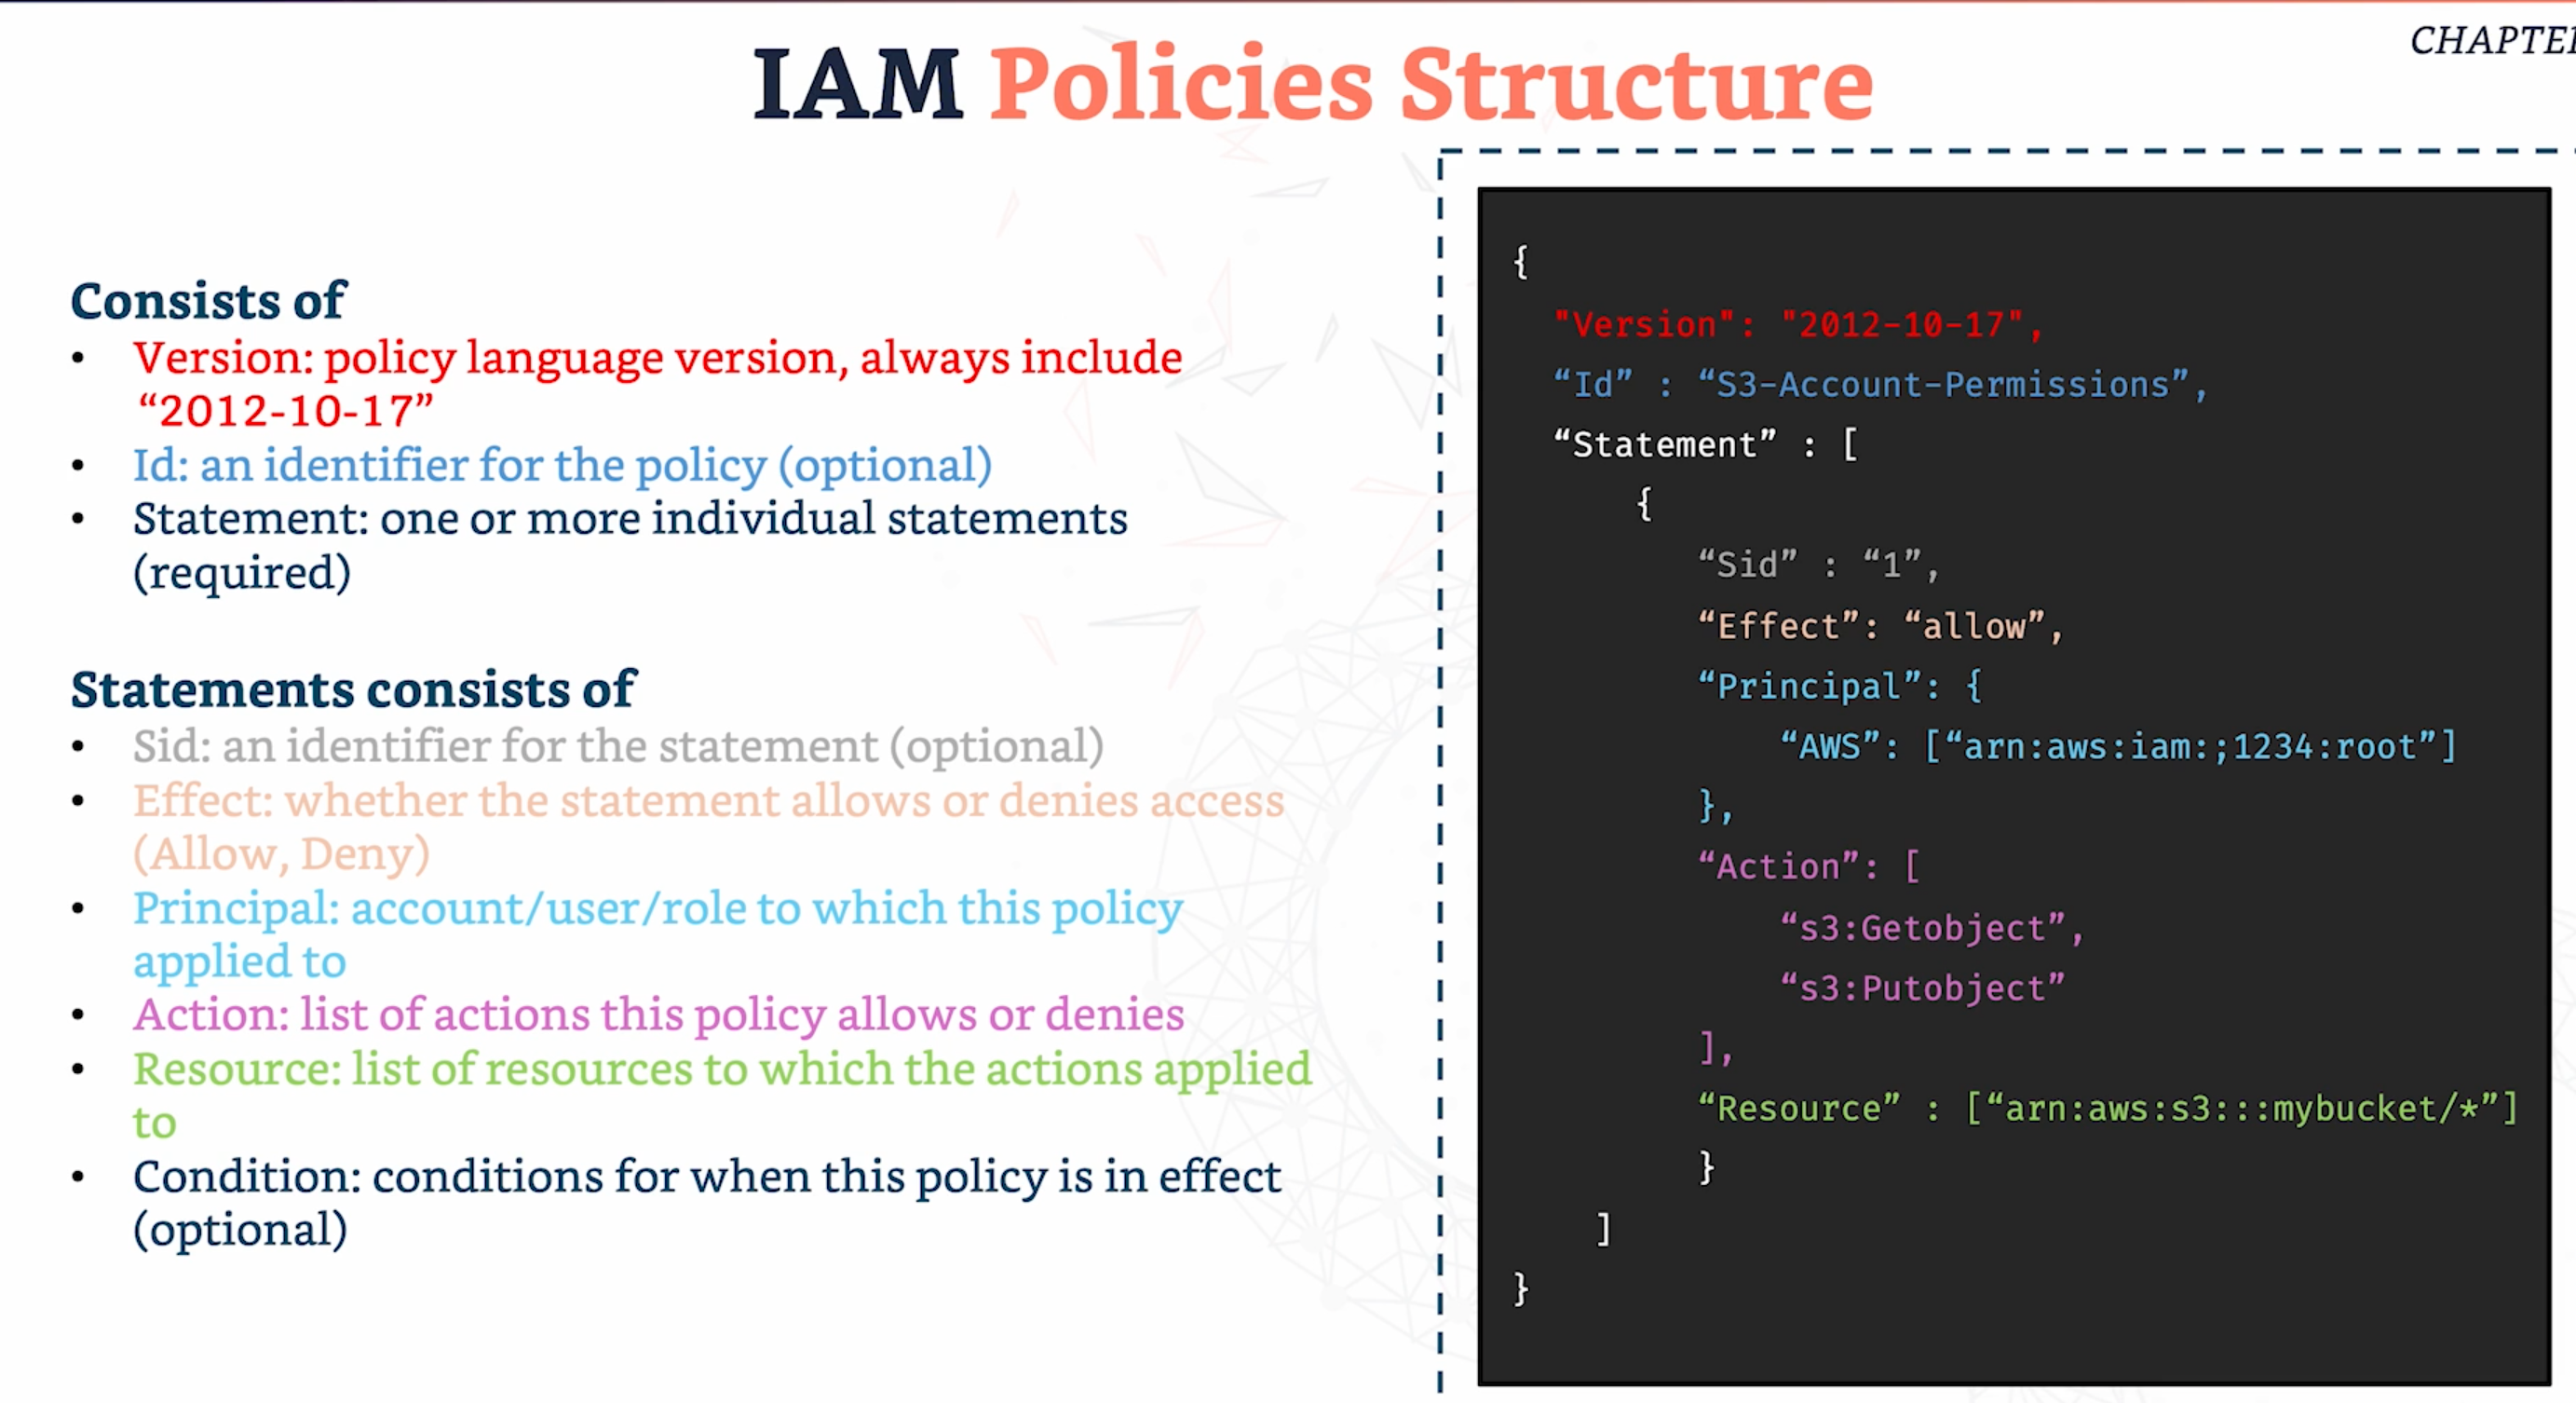 CHAPTER
IAM Policies Structure
Consists of
• Version: policy language version, always include
“2012-10-17”
• Id: an identifier for the policy (optional)
• Statement: one or more individual statements
(required)
Statements consists of
• Sid: an identifier for the statement (optional)
• Effect: whether the statement allows or denies access
(Allow, Deny)
• Principal: account/user/role to which this policy
applied to
• Action: list of actions this policy allows or denies
• Resource: list of resources to which the actions applied
to
• Condition: conditions for when this policy is in effect
(optional)
{
"Version": "2012-10-17",
“Id” : “S3-Account-Permissions”,
“Statement” : [
{
“Sid” : “1”,
“Effect”: “allow”,
“Principal”: {
“AWS”: [“arn:aws:iam:;1234:root”]
},
“Action”: [
“s3:Getobject”,
“s3:Putobject”
],
“Resource” : [“arn:aws:s3:::mybucket/*”]
}
]
}